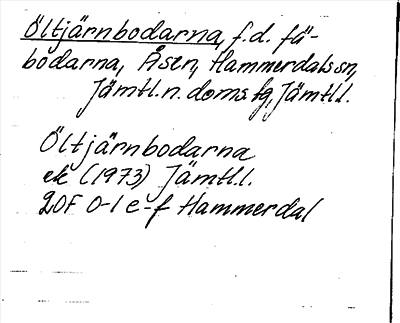 Öltjärnbodarna, f.d. fä-
bodarna, Åsen, Hammerdals sn,
Jämtl. n. doms fg, Jämtl.l.
Öltjärnbodarna
ek (1973) Jämtl.l.
20F 0-1 e-f Hammerdal